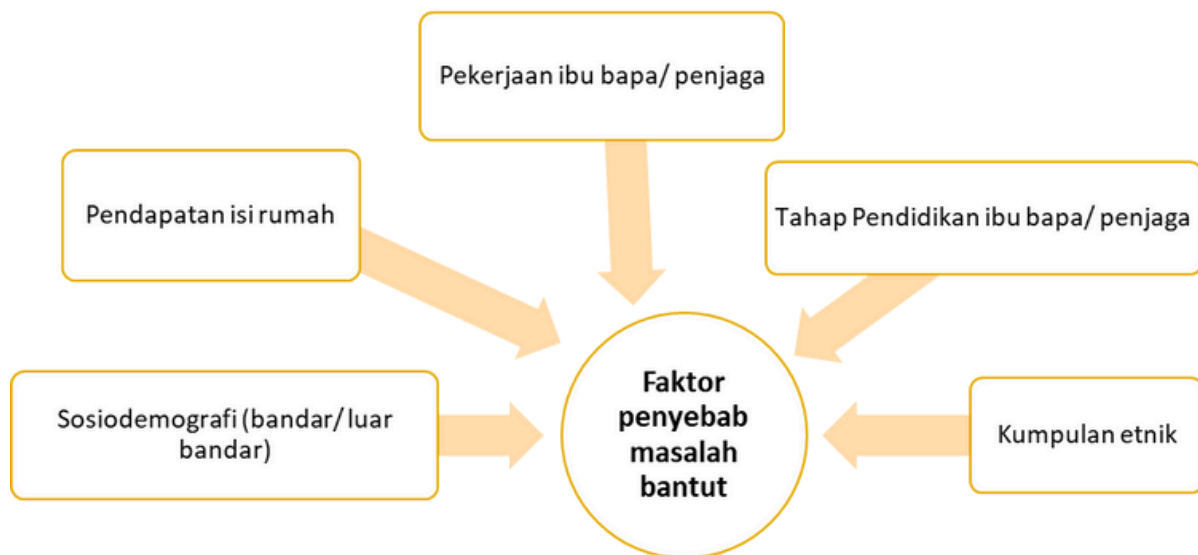 Pekerjaan ibu bapa/ penjaga
Pendapatan isi rumah
Tahap Pendidikan ibu bapa/ penjaga
Sosiodemografi (bandar/ luar
bandar)
Faktor
penyebab
masalah
bantut
Kumpulan etnik